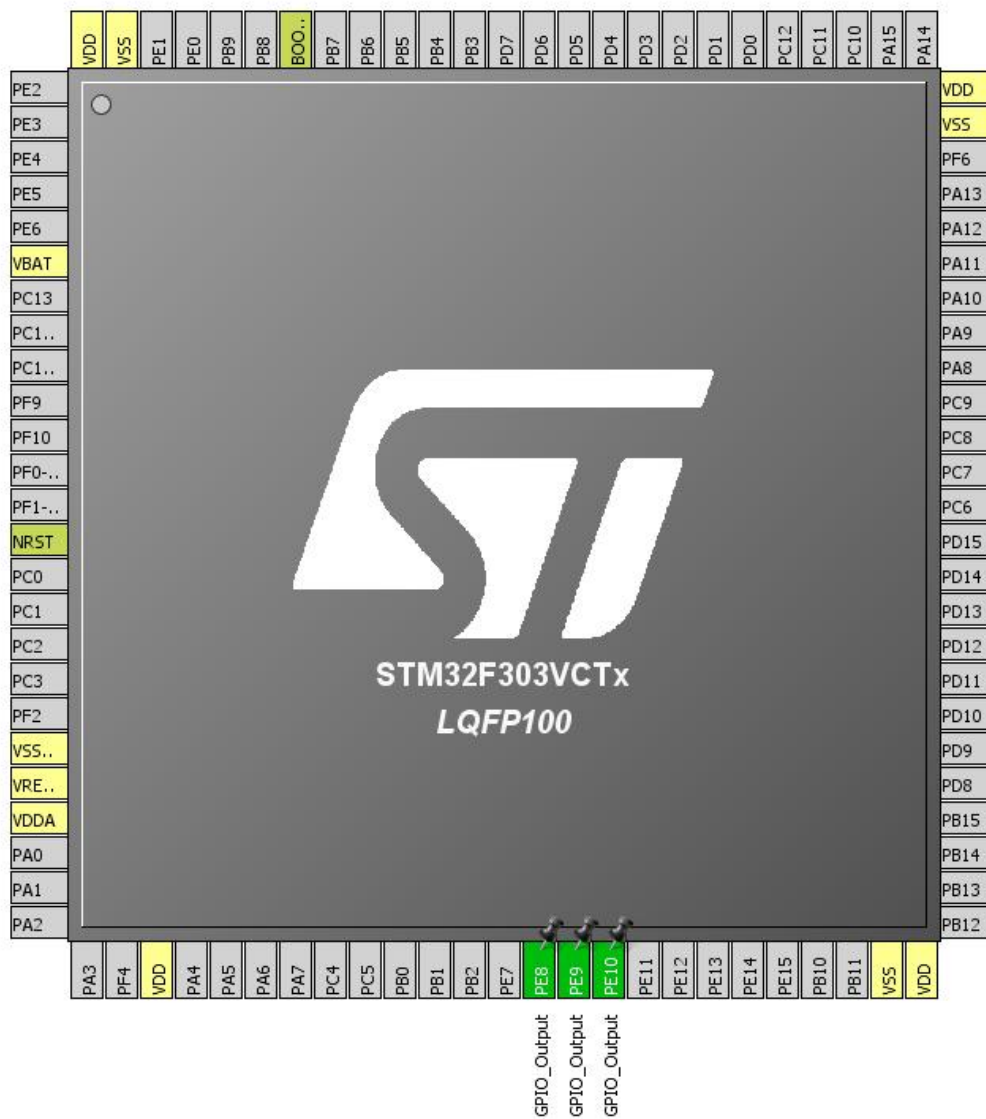 VDD
VSS
PE1
PE0
PB9
PB8
BOO..
PB7
PB6
PB5
PB4
PB3
PD7
PD6
PD5
PD4
PD3
PD2
PD1
PD0
PC12
PC11
PC10
PA15
PA14
PE2
PE3
PE4
PE5
PE6
VBAT
PC13
PC1..
PC1..
PF9
PF10
PF0-..
PF1-..
NRST
PC0
PC1
PC2
PC3
PF2
VSS..
VRE..
VDDA
PA0
PA1
PA2
ST
STM32F303VCTx
LQFP100
VDD
VSS
PF6
PA13
PA12
PA11
PA10
PA9
PA8
PC9
PC8
PC7
PC6
PD15
PD14
PD13
PD12
PD11
PD10
PD9
PD8
PB15
PB14
PB13
PB12
PA3
PF4
VDD
PA4
PA5
PA6
PA7
PC4
PC5
PB0
PB1
PB2
PE7
PE8
PE9
PE10
PE11
PE12
PE13
PE14
PE15
PB10
PB11
VSS
VDD
GPIO_Output
GPIO_Output
GPIO_Output